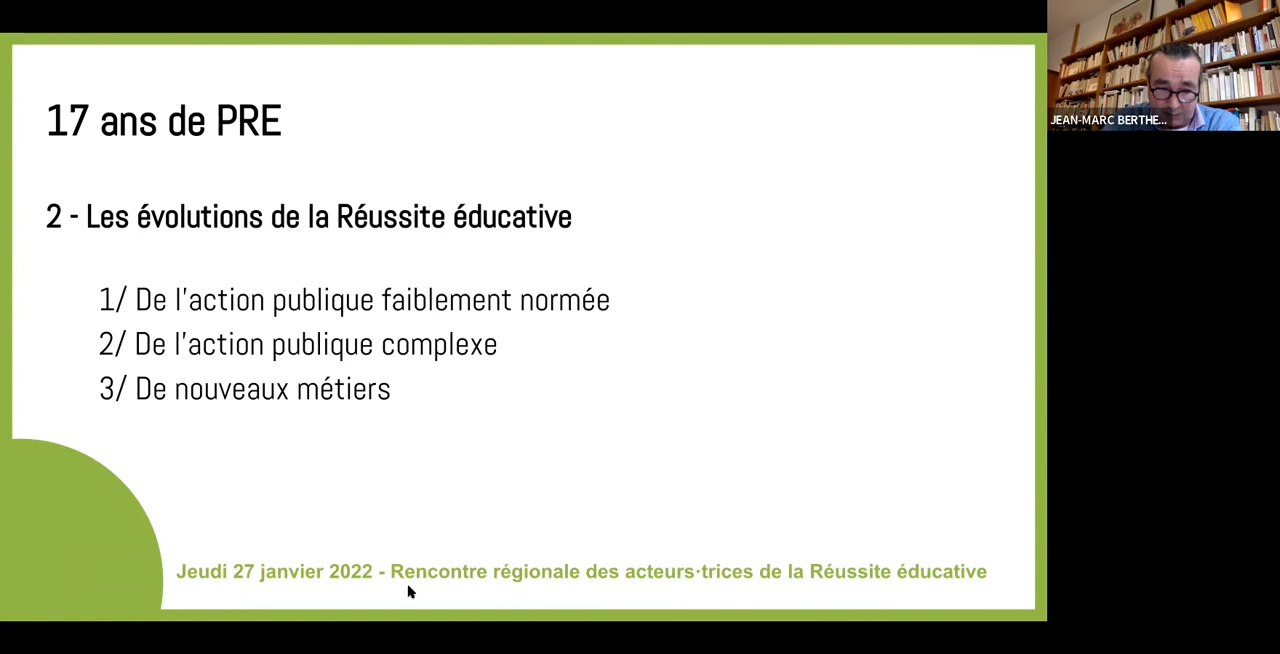 17 ans de PRE
2 - Les évolutions de la Réussite éducative
1/ De l'action publique faiblement normée
2/ De l'action publique complexe
3/ De nouveaux métiers
Jeudi 27 janvier 2022 - Rencontre régionale des acteurs·trices de la Réussite éducative
JEAN-MARC BERTHE...